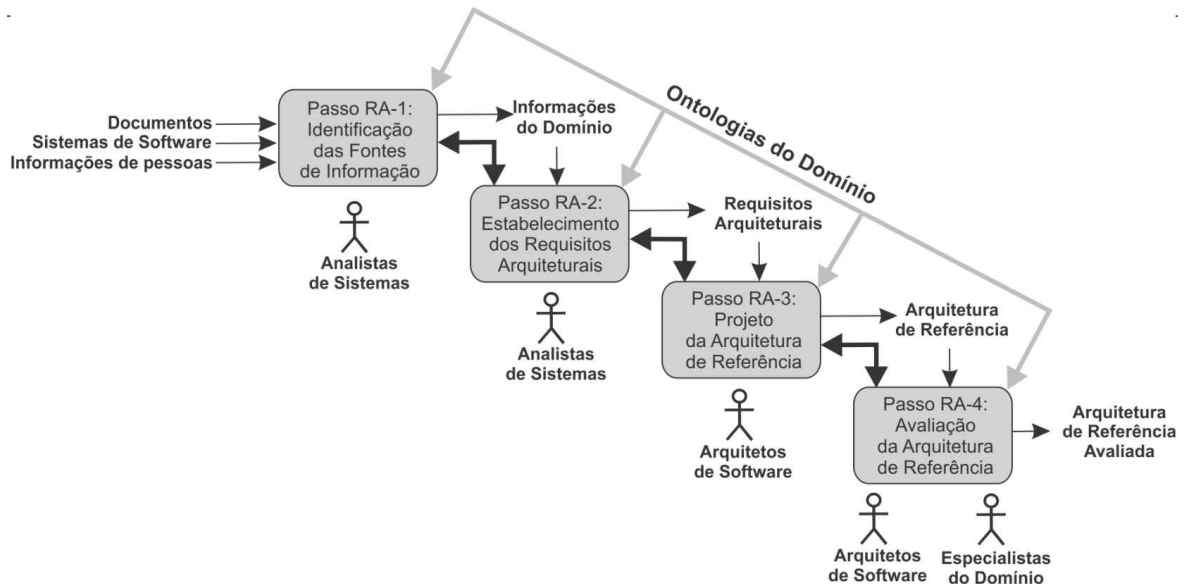 Ontologias do Domínio
Documentos
Sistemas de Software
Informações de pessoas
Passo RA-1:
Identificação
das Fontes
de Informação
Informações
do Domínio
Analistas
de Sistemas
Passo RA-2:
Estabelecimento
dos Requisitos
Arquiteturais
Requisitos
Arquiteturais
Analistas
de Sistemas
Passo RA-3:
Projeto
da Arquitetura
de Referência
Arquitetura
de Referência
Arquitetos
de Software
Passo RA-4:
Avaliação
da Arquitetura
de Referência
Arquitetura
de Referência
Avaliada
Arquitetos
de Software
Especialistas
do Domínio